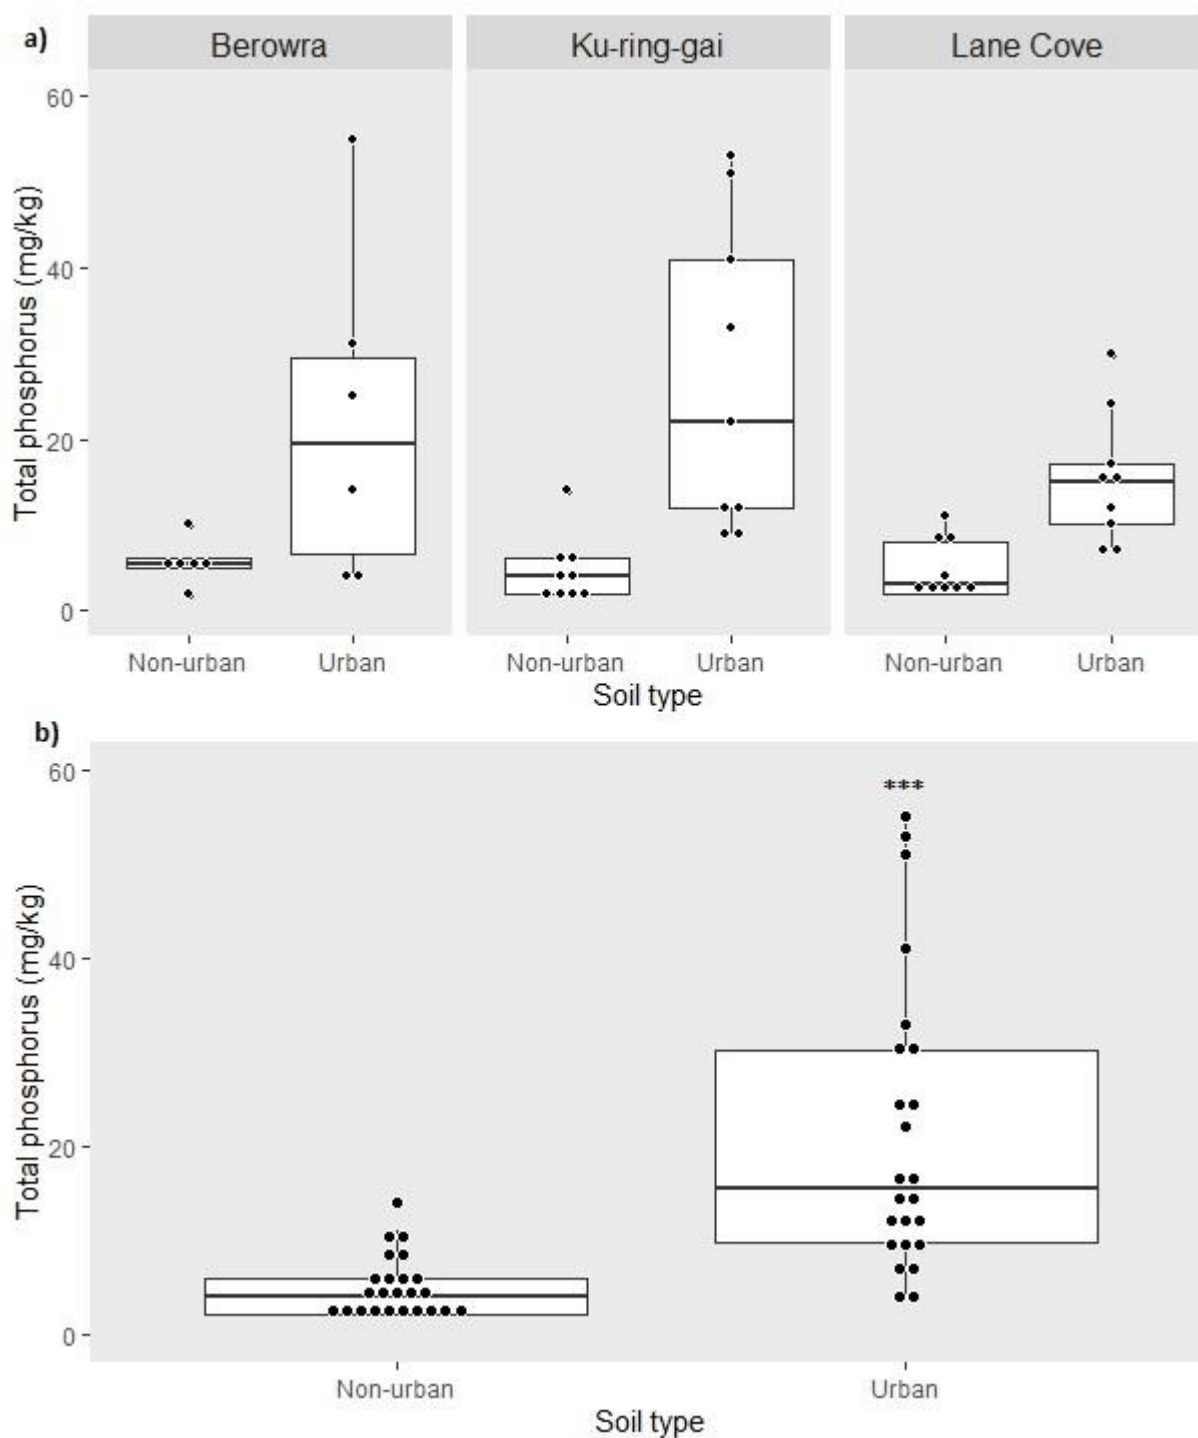 a)
Berowra Ku-ring-gai Lane Cove
Total phosphorus (mg/kg)
60
40
20
0
Non-urban Urban Non-urban Urban Non-urban Urban
Soil type
b)
Total phosphorus (mg/kg)
60
40
20
0
***
Non-urban Urban
Soil type